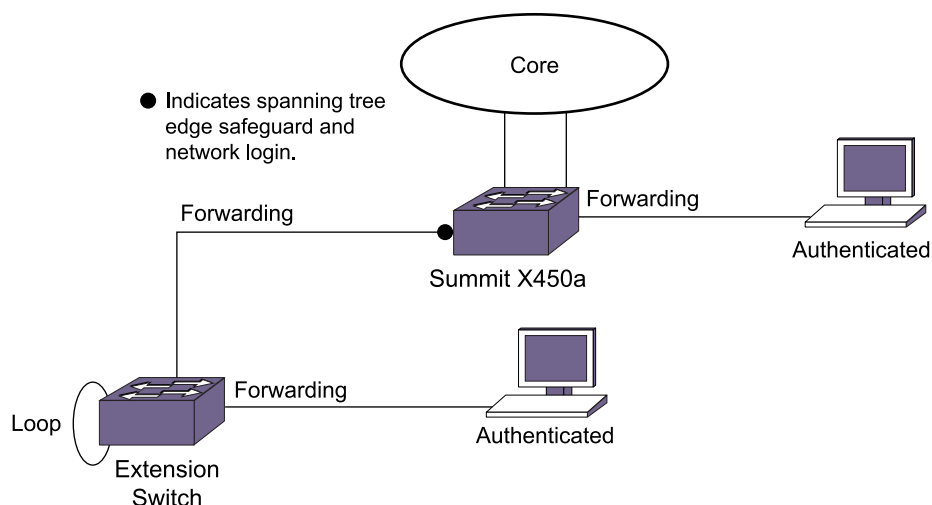 Core
Indicates spanning tree
edge safeguard and
network login.
Forwarding
Forwarding
Authenticated
Summit X450a
Forwarding
Loop
Authenticated
Extension
Switch